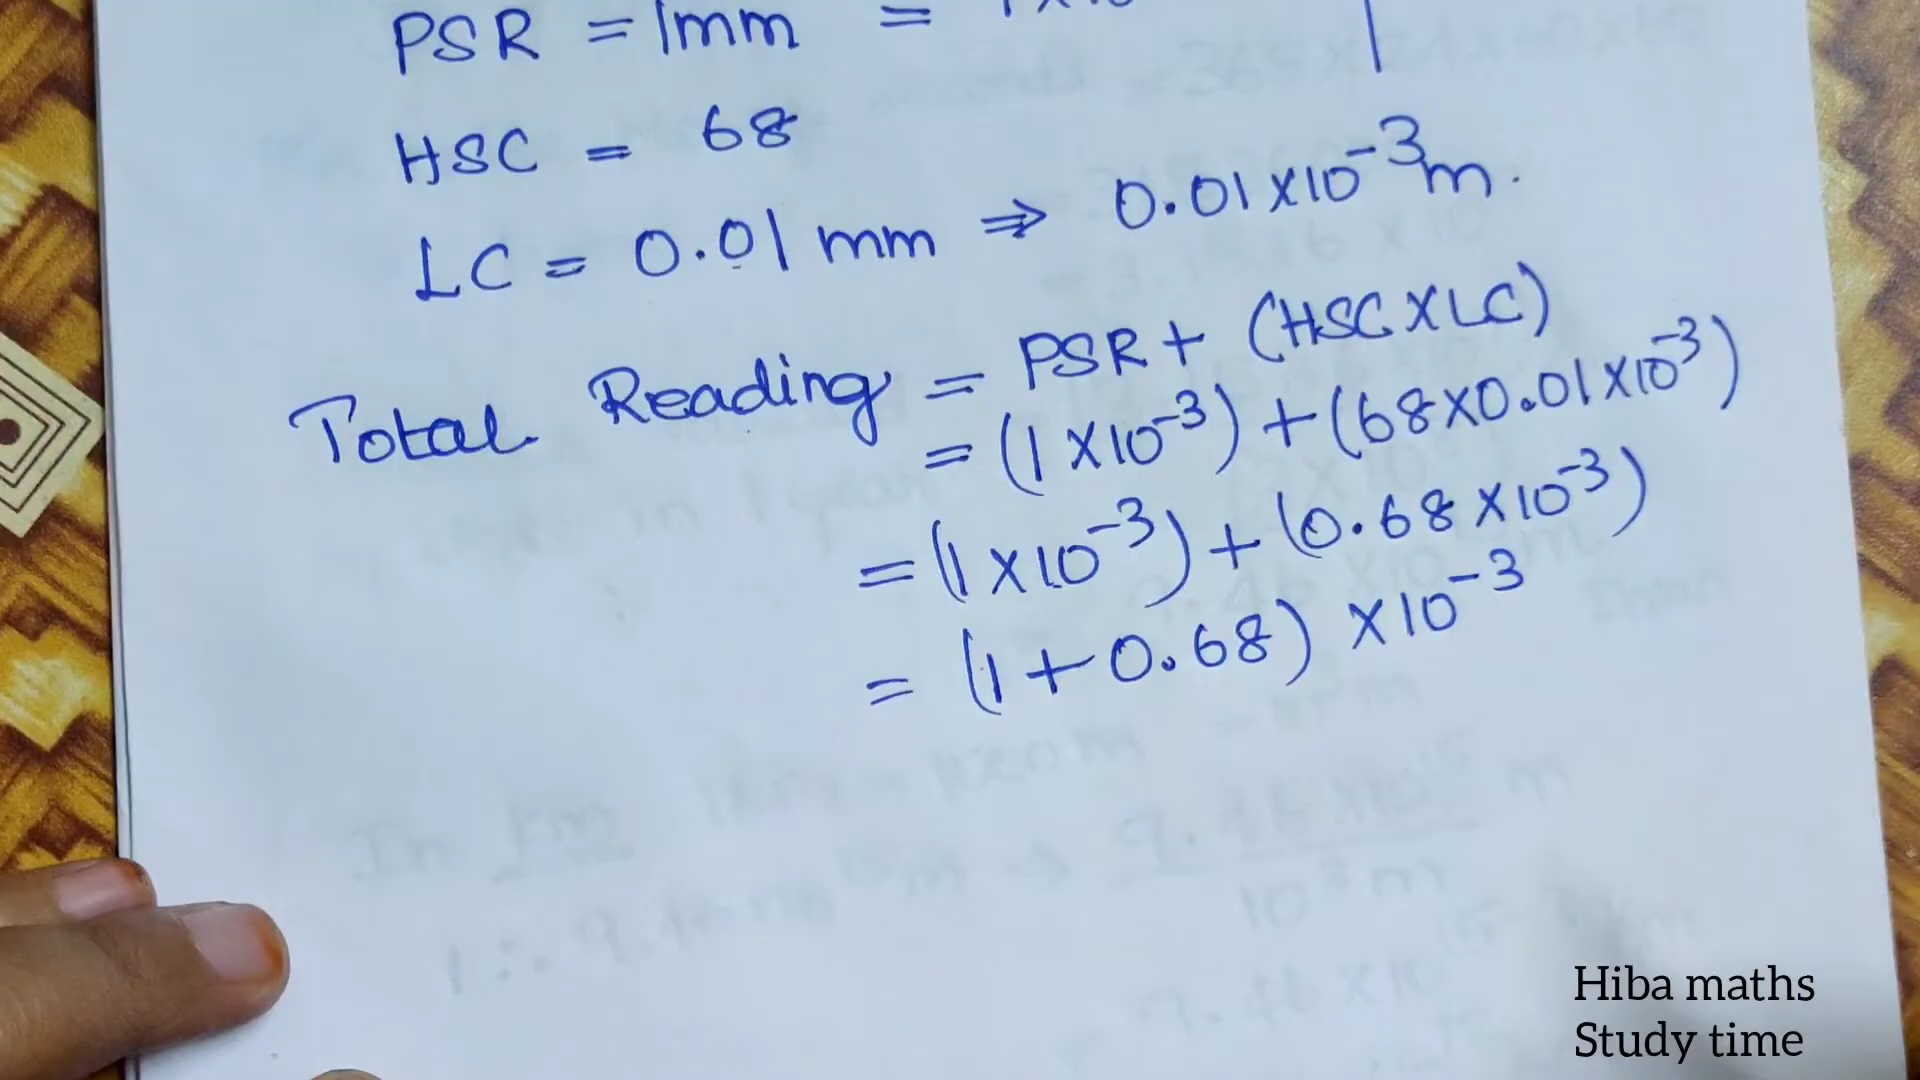 PSR = 1mm = 1 x 10
HSC = 68
LC = 0.01 mm ⇒ 0.01 x 10⁻³m.
Total Reading = PSR + (HSC X LC)
= (1 x 10⁻³) + (68 x 0.01 x 10⁻³)
= (1 x 10⁻³) + (0.68 x 10⁻³)
= (1 + 0.68) x 10⁻³
Hiba maths
Study time